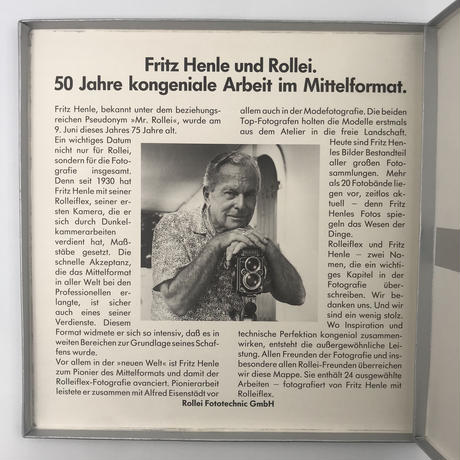 Fritz Henle und Rollei.
50 Jahre kongeniale Arbeit im Mittelformat.
Fritz Henle, bekannt unter dem beziehungs-
reichen Pseudonym »Mr. Rollei«, wurde am
9. Juni dieses Jahres 75 Jahre alt.
Ein wichtiges Datum
nicht nur für Rollei,
sondern für die Foto-
grafie insgesamt.
Denn seit 1930 hat
Fritz Henle mit seiner
Rolleiflex, seiner er-
sten Kamera, die er
sich durch Dunkel-
kammerarbeiten
verdient hat, Maß-
stäbe gesetzt. Die
schnelle Akzeptanz,
die das Mittelformat
in aller Welt bei den
Professionellen er-
langte, ist sicher
auch eines seiner
Verdienste. Diesem
Format widmete er sich so intensiv, daß es in
weiten Bereichen zur Grundlage seines Schaf-
fens wurde.
Vor allem in der »neuen Welt« ist Fritz Henle
zum Pionier des Mittelformats und damit der
Rolleiflex-Fotografie avanciert. Pionierarbeit
leistete er zusammen mit Alfred Eisenstädt vor
allem auch in der Modefotografie. Die beiden
Top-Fotografen holten die Modelle erstmals
aus dem Atelier in die freie Landschaft.
Heute sind Fritz Hen-
les Bilder Bestandteil
aller großen Foto-
sammlungen. Mehr
als 20 Fotobände lie-
gen vor, zeitlos ak-
tuell – denn Fritz
Henles Fotos spie-
geln das Wesen der
Dinge.
Rolleiflex und Fritz
Henle – zwei Na-
men, die ein wichti-
ges Kapitel in der
Fotografie über-
schreiben. Wir be-
danken uns. Und wir
sind ein wenig stolz.
Wo Inspiration und
technische Perfektion kongenial zusammen-
wirken, entsteht die außergewöhnliche Lei-
stung. Allen Freunden der Fotografie und ins-
besondere allen Rollei-Freunden überreichen
wir diese Mappe. Sie enthält 24 ausgewählte
Arbeiten – fotografiert von Fritz Henle mit
Rolleiflex.
Rollei Fototechnic GmbH